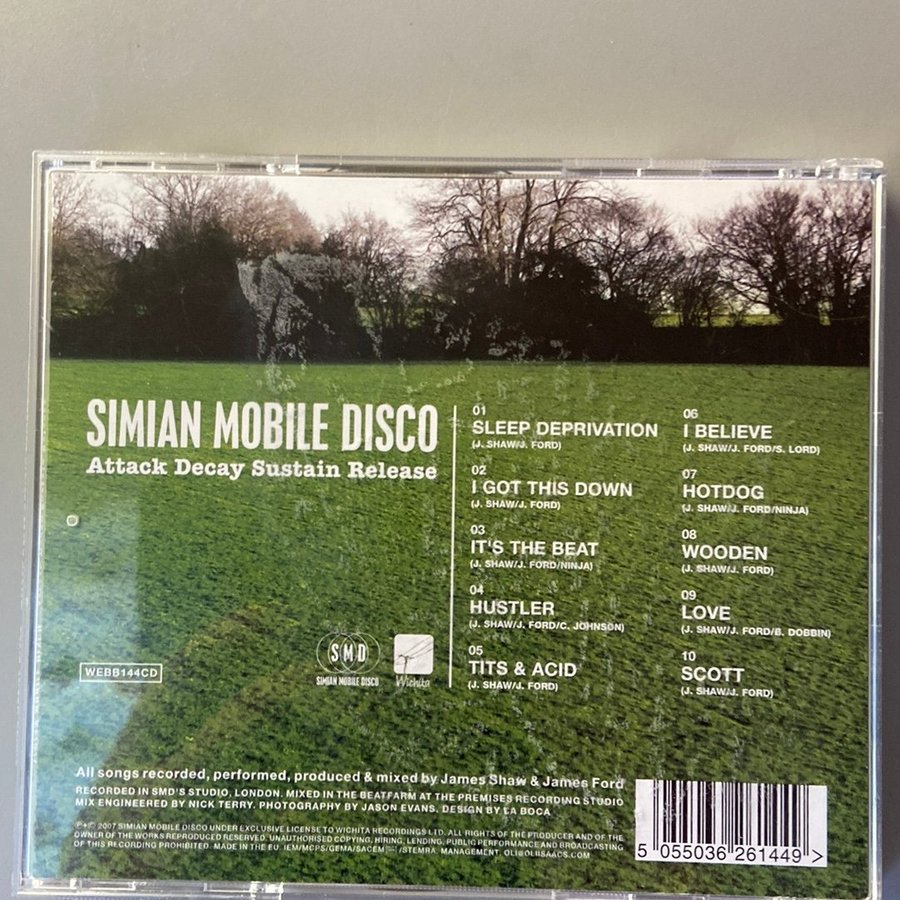 SIMIAN MOBILE DISCO
Attack Decay Sustain Release
01
SLEEP DEPRIVATION
(J. SHAW/J. FORD)
02
I GOT THIS DOWN
(J. SHAW/J. FORD)
03
IT'S THE BEAT
(J. SHAW/J. FORD/NINJA)
04
HUSTLER
(J. SHAW/J. FORD/C. JOHNSON)
05
TITS & ACID
(J. SHAW/J. FORD)
06
I BELIEVE
(J. SHAW/J. FORD/S. LORD)
07
HOTDOG
(J. SHAW/J. FORD/NINJA)
08
WOODEN
(J. SHAW/J. FORD)
09
LOVE
(J. SHAW/J. FORD/B. DOBBIN)
10
SCOTT
(J. SHAW/J. FORD)
WEBB144CD
SMD
SIMIAN MOBILE DISCO
Wichita
All songs recorded, performed, produced & mixed by James Shaw & James Ford
RECORDED IN SMD'S STUDIO, LONDON. MIXED IN THE BEATFARM AT THE PREMISES RECORDING STUDIO
MIX ENGINEERED BY NICK TERRY. PHOTOGRAPHY BY JASON EVANS. DESIGN BY LA BOCA
℗+© 2007 SIMIAN MOBILE DISCO UNDER EXCLUSIVE LICENSE TO WICHITA RECORDINGS LTD. ALL RIGHTS OF THE PRODUCER AND OF THE
OWNER OF THE WORKS REPRODUCED RESERVED. UNAUTHORISED COPYING, HIRING, LENDING, PUBLIC PERFORMANCE AND BROADCASTING
OF THIS RECORDING PROHIBITED. MADE IN THE EU. IEM/MCPS/GEMA/SACEM /STEMRA. MANAGEMENT.
5 055036 261449 >